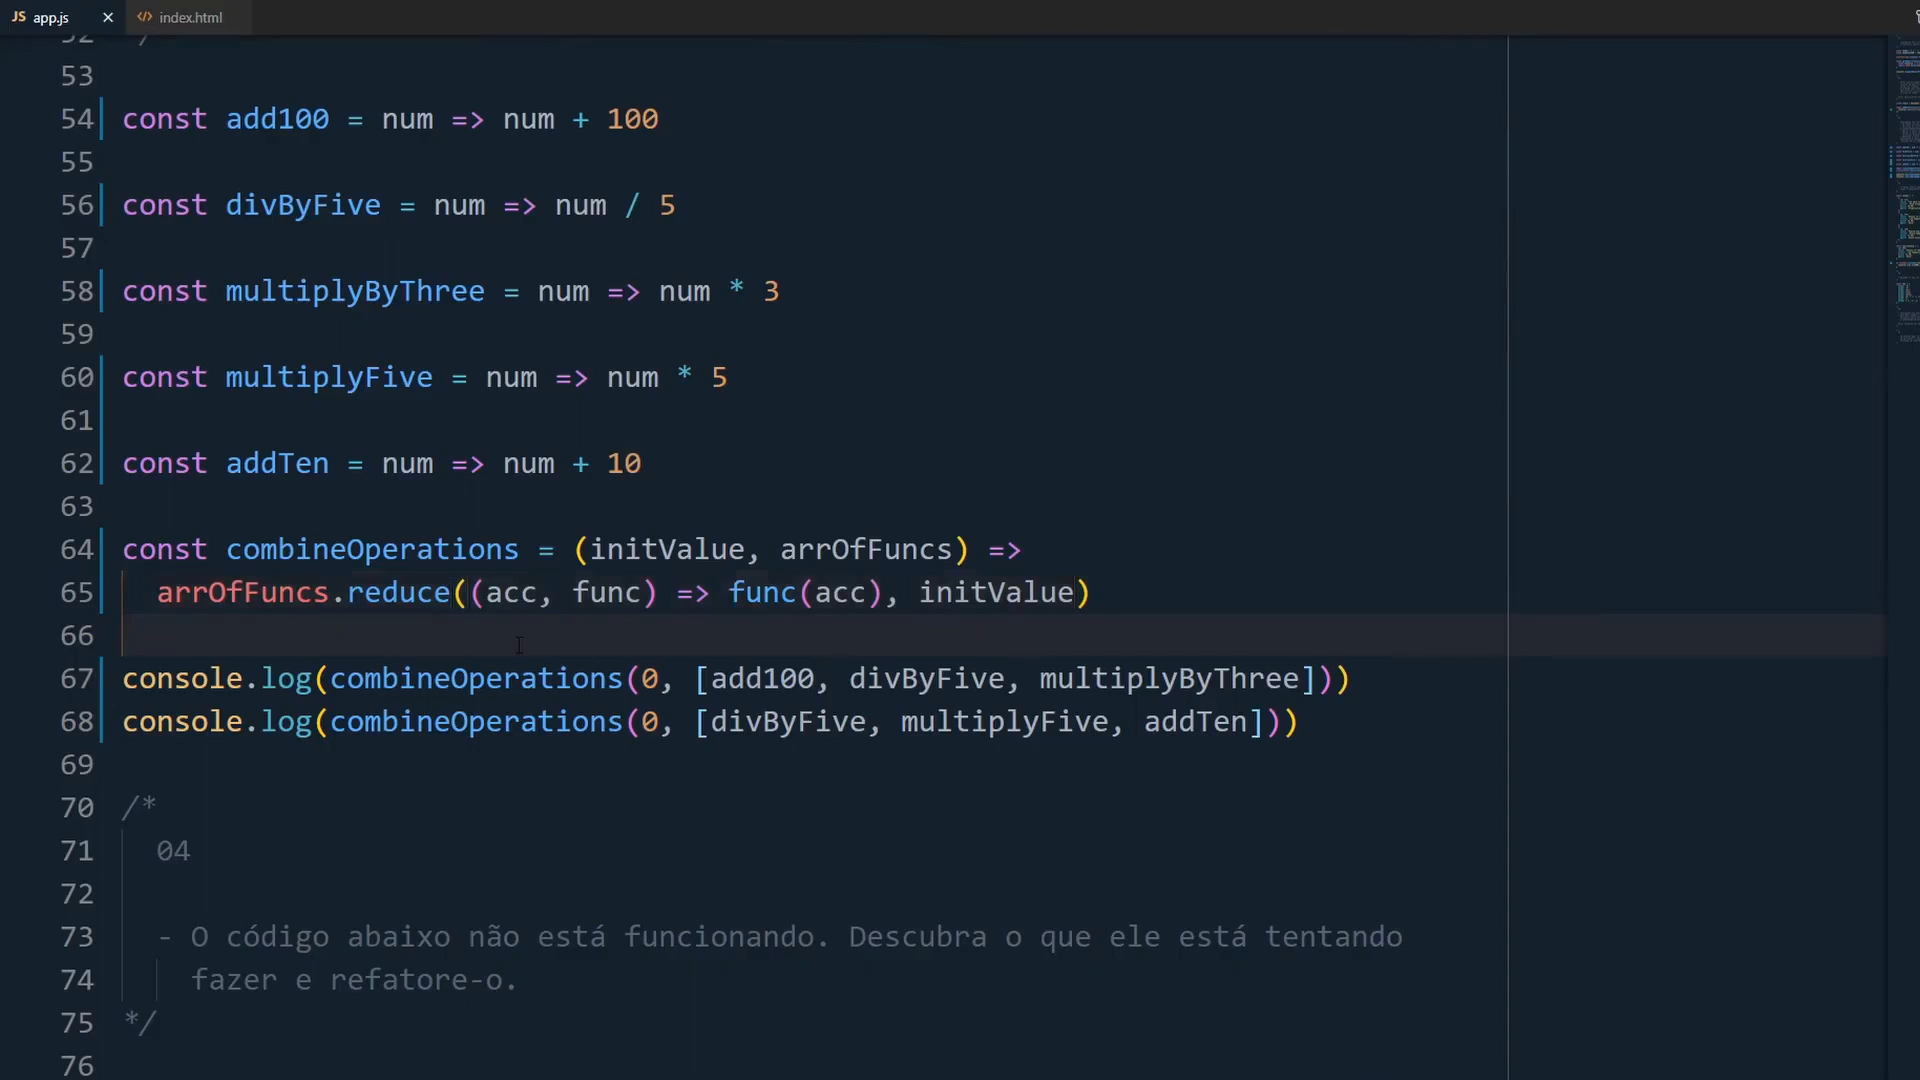 JS app.js × <> index.html
52 */
53
54 const add100 = num => num + 100
55
56 const divByFive = num => num / 5
57
58 const multiplyByThree = num => num * 3
59
60 const multiplyFive = num => num * 5
61
62 const addTen = num => num + 10
63
64 const combineOperations = (initValue, arrOfFuncs) =>
65 arrOfFuncs.reduce((acc, func) => func(acc), initValue)
66
67 console.log(combineOperations(0, [add100, divByFive, multiplyByThree]))
68 console.log(combineOperations(0, [divByFive, multiplyFive, addTen]))
69
70 /*
71 04
72
73 - O código abaixo não está funcionando. Descubra o que ele está tentando
74 fazer e refatore-o.
75 */
76